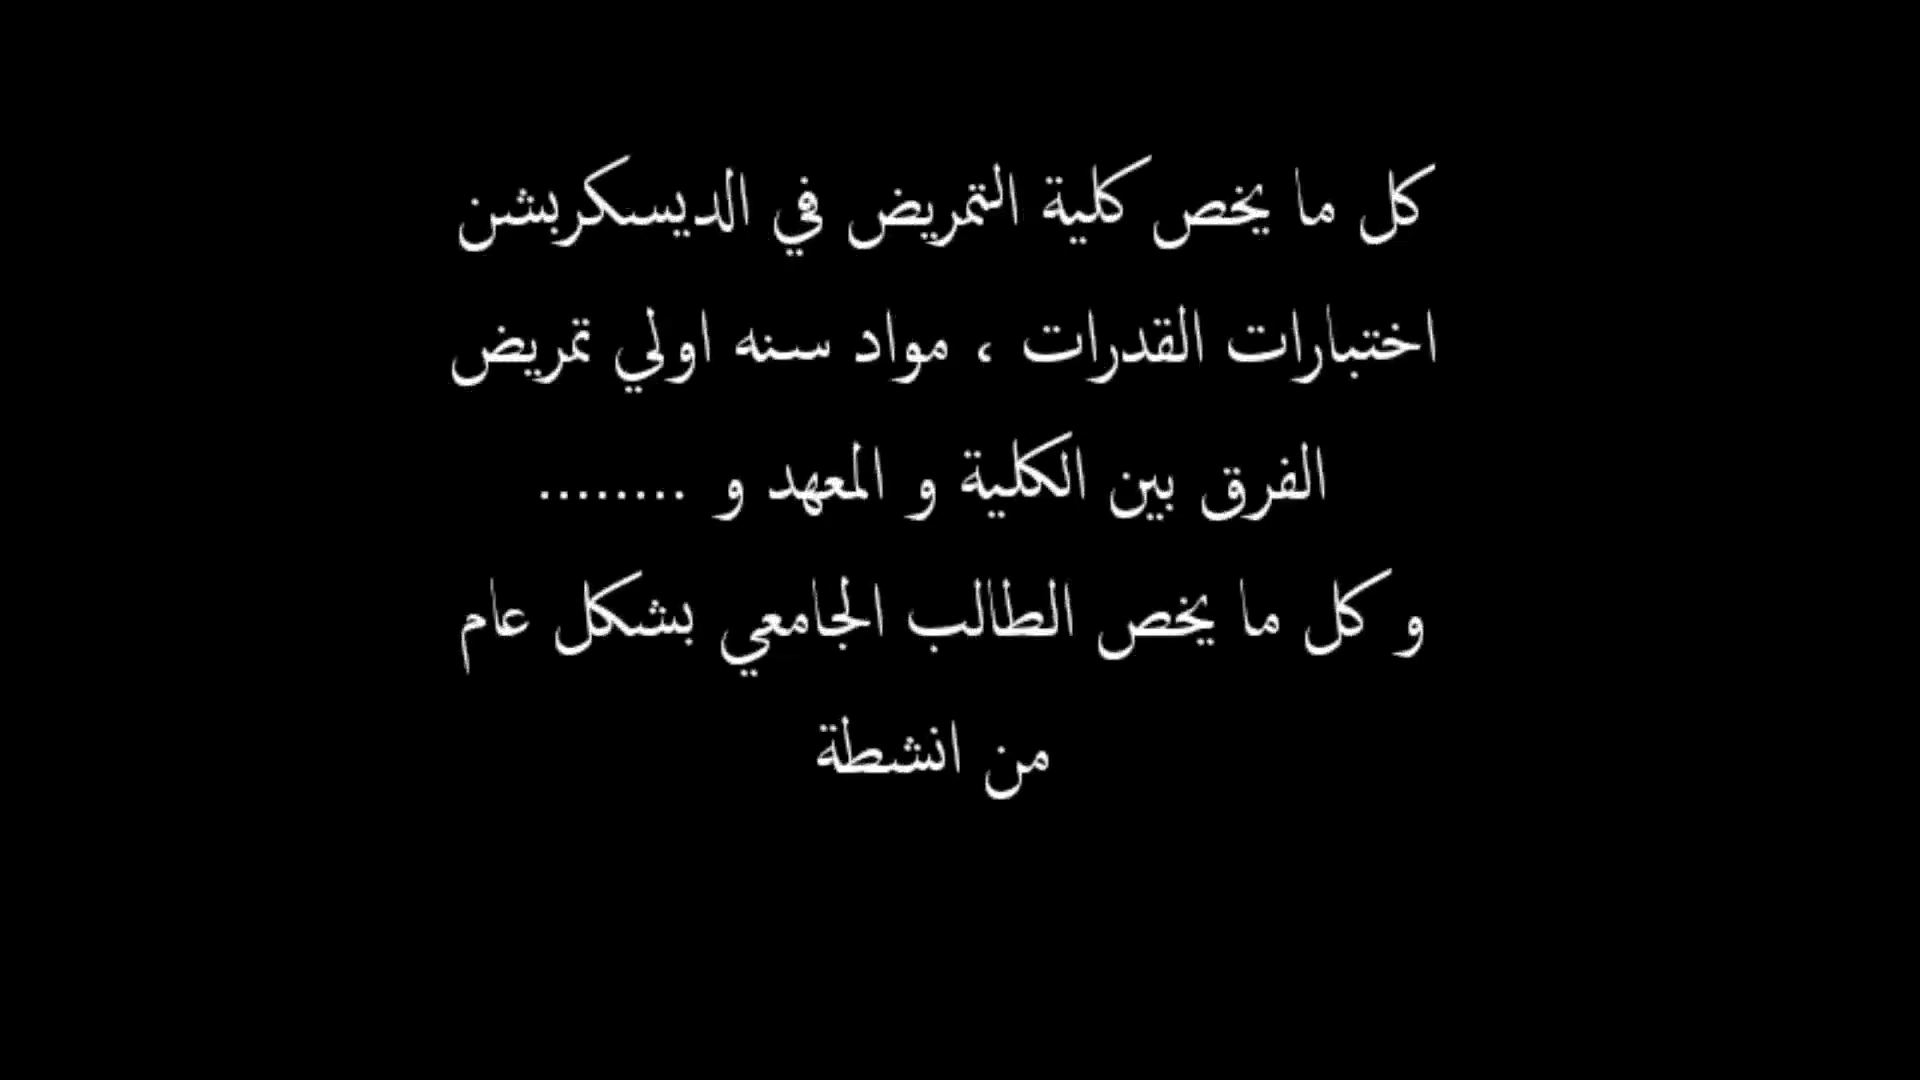 كل ما يخص كلية التمريض في الديسكربشن
اختبارات القدرات ، مواد سنه اولي تمريض
الفرق بين الكلية و المعهد و ........
و كل ما يخص الطالب الجامعي بشكل عام
من انشطة